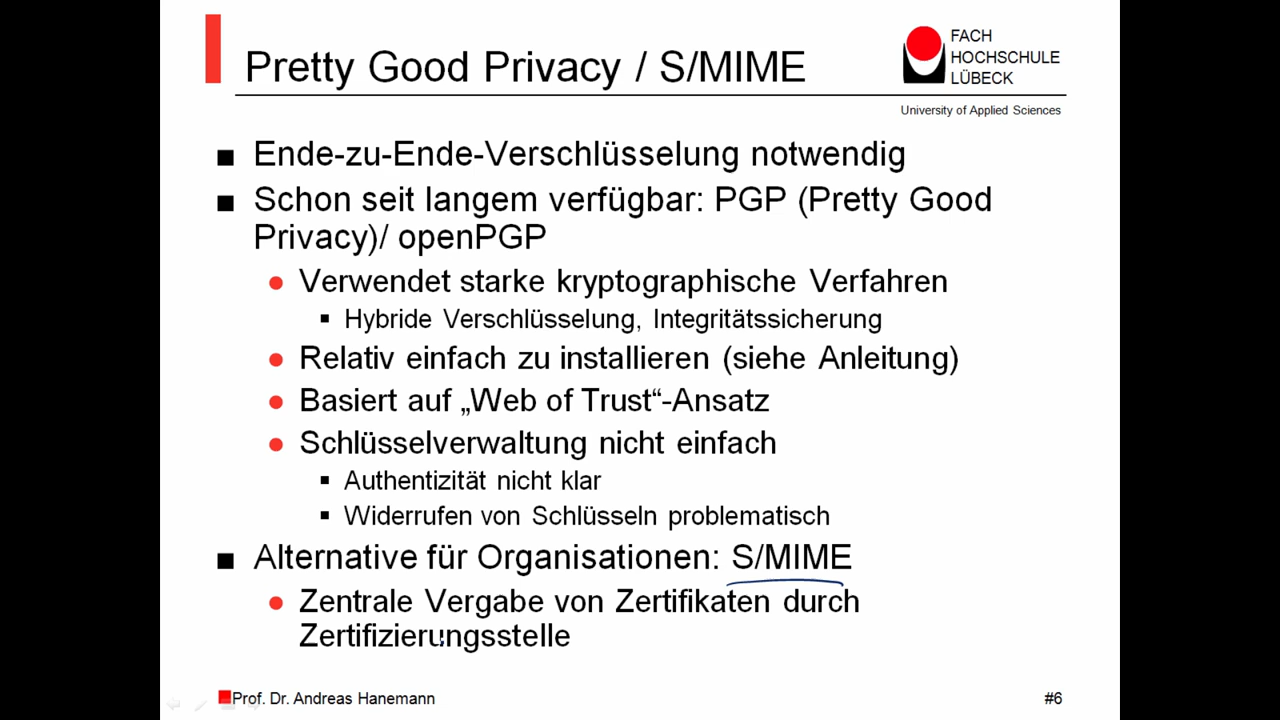 Pretty Good Privacy / S/MIME
FACH
HOCHSCHULE
LÜBECK
University of Applied Sciences
Ende-zu-Ende-Verschlüsselung notwendig
Schon seit langem verfügbar: PGP (Pretty Good
Privacy)/ openPGP
Verwendet starke kryptographische Verfahren
Hybride Verschlüsselung, Integritätssicherung
Relativ einfach zu installieren (siehe Anleitung)
Basiert auf „Web of Trust“-Ansatz
Schlüsselverwaltung nicht einfach
Authentizität nicht klar
Widerrufen von Schlüsseln problematisch
Alternative für Organisationen: S/MIME
Zentrale Vergabe von Zertifikaten durch
Zertifizierungsstelle
Prof. Dr. Andreas Hanemann
#6